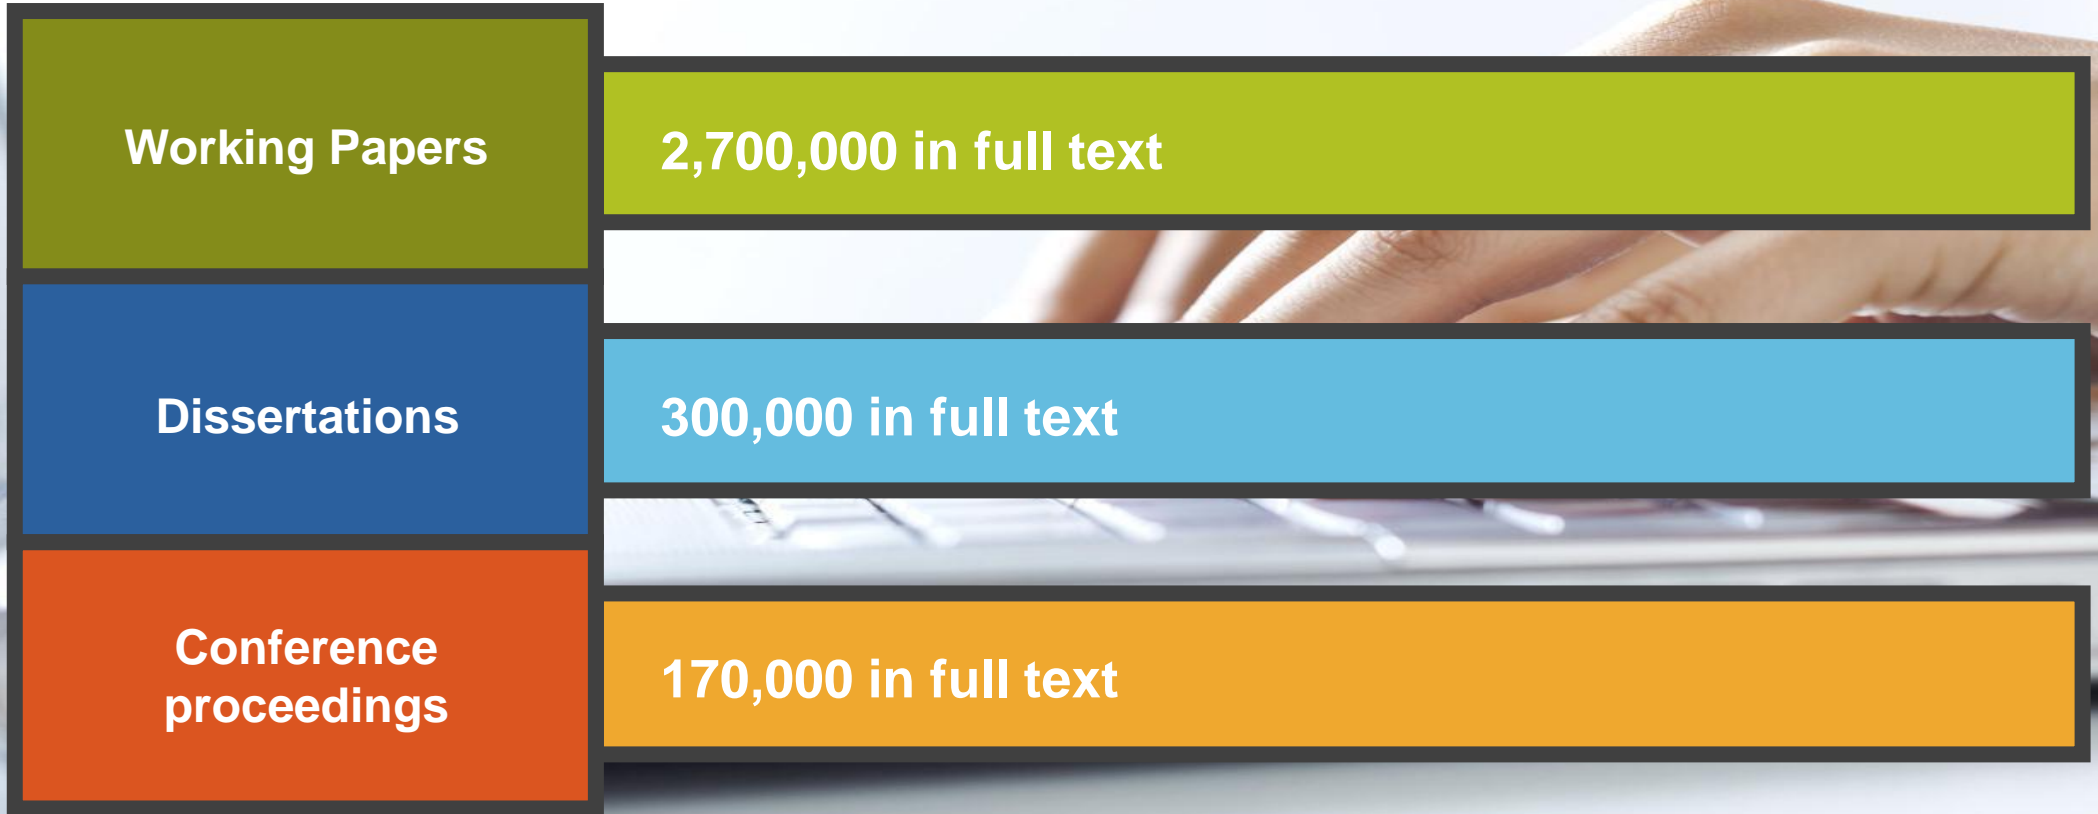 Working Papers
2,700,000 in full text
Dissertations
300,000 in full text
Conference
proceedings
170,000 in full text